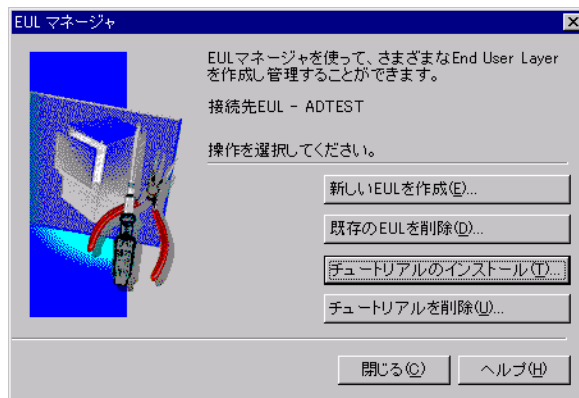 EUL マネージャ
EULマネージャを使って、さまざまなEnd User Layer
を作成し管理することができます。
接続先EUL - ADTEST
操作を選択してください。
新しいEULを作成(E)...
既存のEULを削除(D)...
チュートリアルのインストール(T)...
チュートリアルを削除(U)...
閉じる(C)
ヘルプ(H)